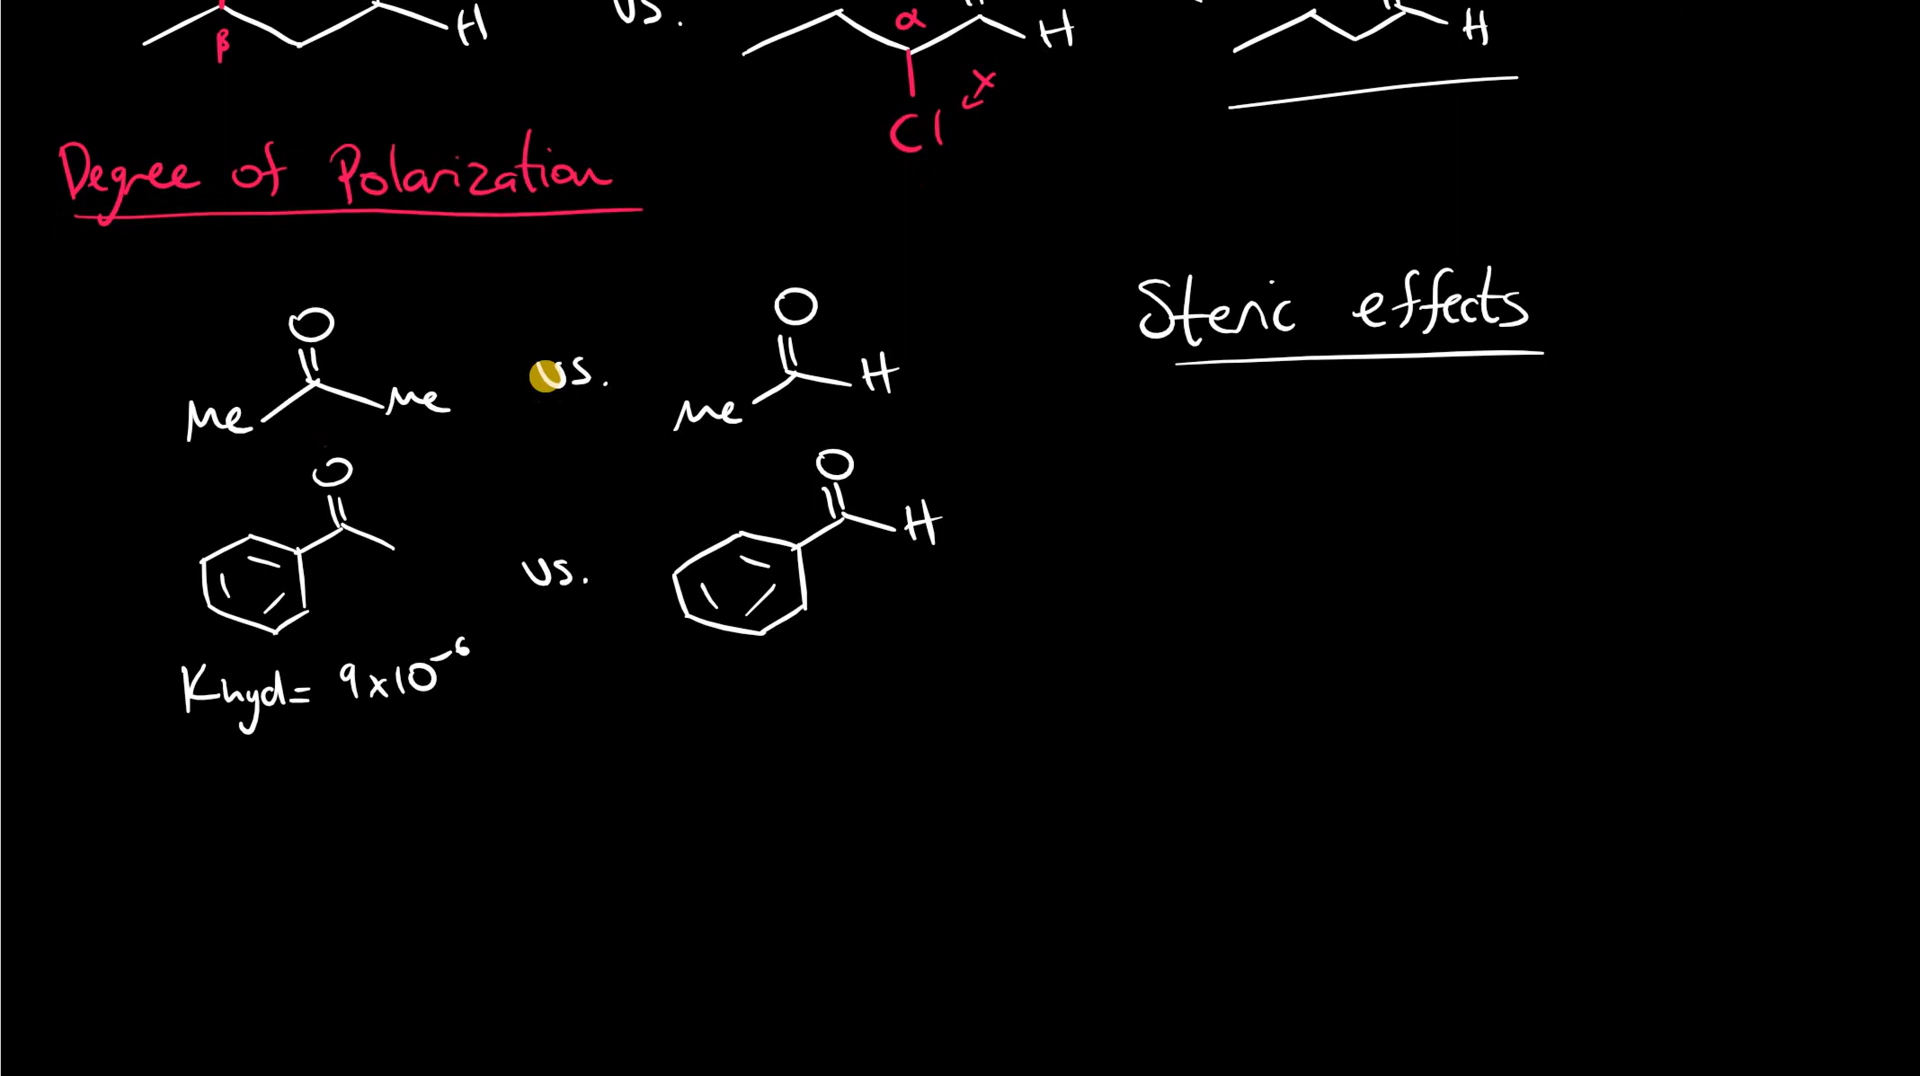 β H vs. α H H
Cl
Degree of Polarization
Steric effects
O O
Me Me vs. Me H
O O
vs. H
Khyd= 9x10⁻⁶